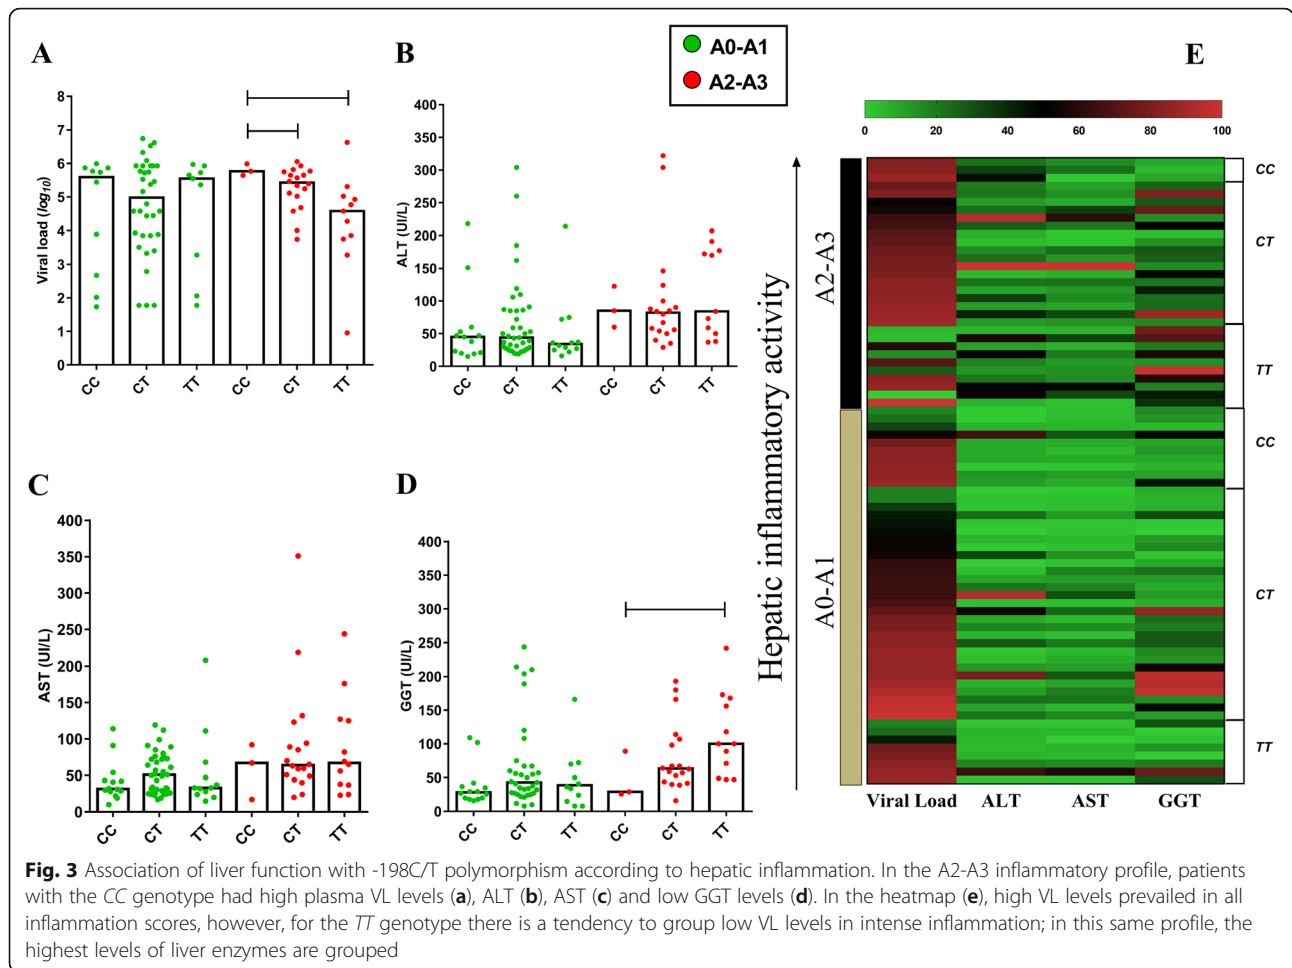 A0-A1
A2-A3
A
Viral load (log10)
8
7
6
5
4
3
2
1
0
CC CT TT CC CT TT
B
ALT (UI/L)
400
350
300
250
200
150
100
50
0
CC CT TT CC CT TT
C
AST (UI/L)
400
350
300
250
200
150
100
50
0
CC CT TT CC CT TT
D
GGT (UI/L)
400
350
300
250
200
150
100
50
0
CC CT TT CC CT TT
E
0 20 40 60 80 100
Hepatic inflammatory activity
A2-A3
A0-A1
CC
CT
TT
CC
CT
TT
Viral Load ALT AST GGT
Fig. 3 Association of liver function with -198C/T polymorphism according to hepatic inflammation. In the A2-A3 inflammatory profile, patients
with the CC genotype had high plasma VL levels (a), ALT (b), AST (c) and low GGT levels (d). In the heatmap (e), high VL levels prevailed in all
inflammation scores, however, for the TT genotype there is a tendency to group low VL levels in intense inflammation; in this same profile, the
highest levels of liver enzymes are grouped